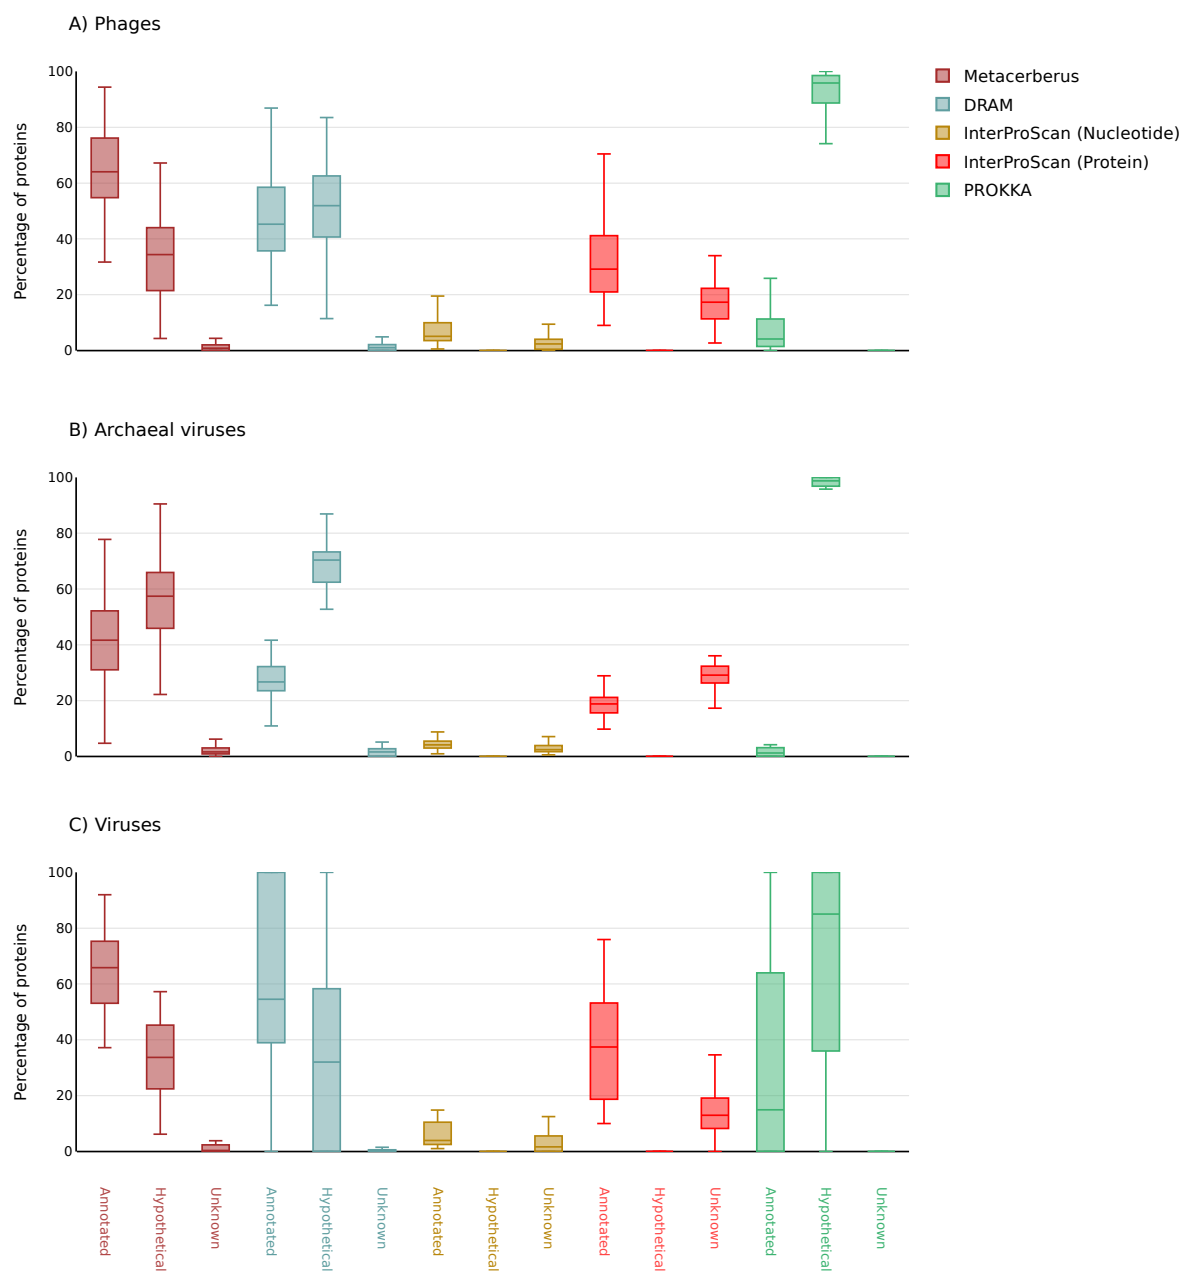 A) Phages
Percentage of proteins
100
80
60
40
20
0
Metacerberus
DRAM
InterProScan (Nucleotide)
InterProScan (Protein)
PROKKA
B) Archaeal viruses
Percentage of proteins
100
80
60
40
20
0
C) Viruses
Percentage of proteins
100
80
60
40
20
0
Annotated
Hypothetical
Unknown
Annotated
Hypothetical
Unknown
Annotated
Hypothetical
Unknown
Annotated
Hypothetical
Unknown
Annotated
Hypothetical
Unknown